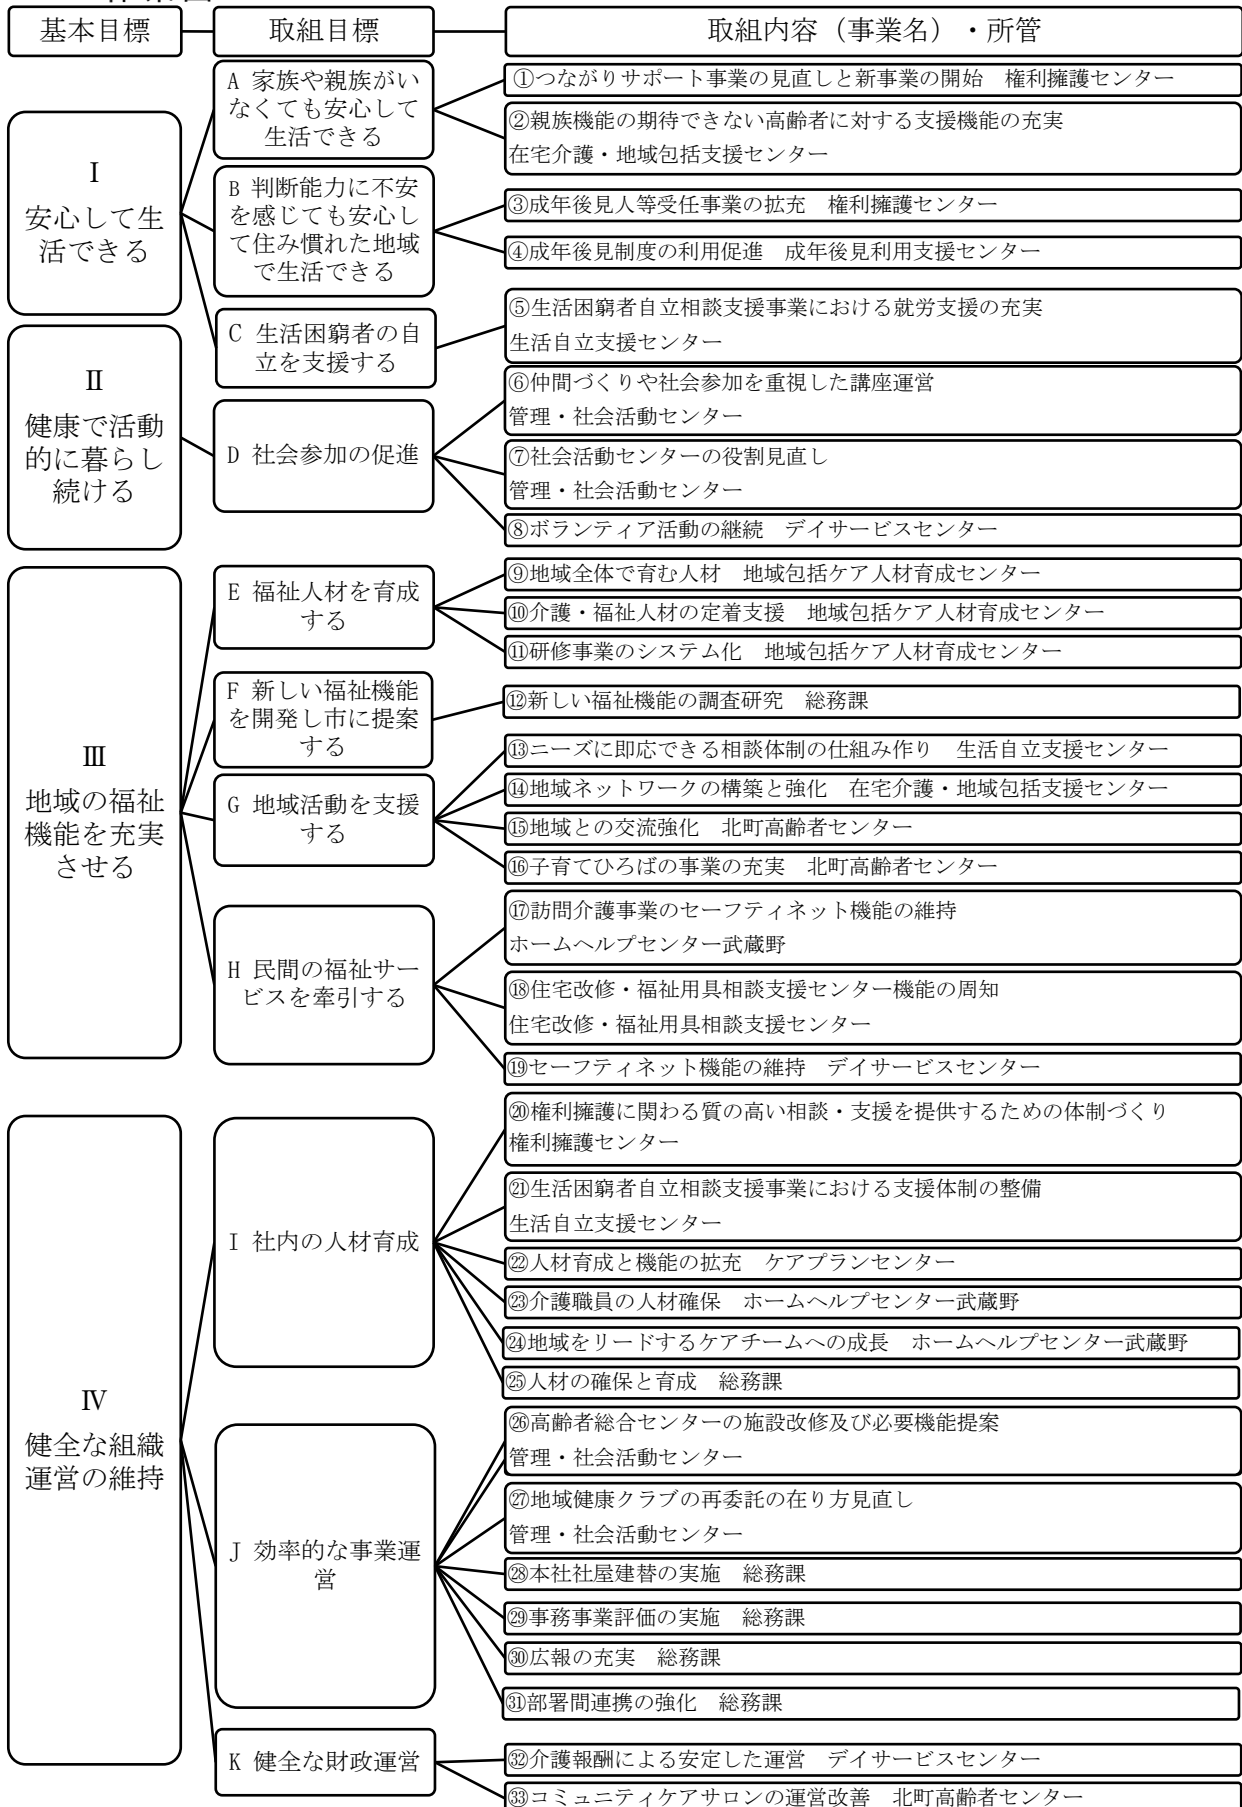 基本目標
取組目標
取組内容（事業名）・所管
Ⅰ
安心して生
活できる
A 家族や親族がい
なくても安心して
生活できる
①つながりサポート事業の見直しと新事業の開始　権利擁護センター
②親族機能の期待できない高齢者に対する支援機能の充実
在宅介護・地域包括支援センター
B 判断能力に不安
を感じても安心し
て住み慣れた地域
で生活できる
③成年後見人等受任事業の拡充　権利擁護センター
④成年後見制度の利用促進　成年後見利用支援センター
C 生活困窮者の自
立を支援する
⑤生活困窮者自立相談支援事業における就労支援の充実
生活自立支援センター
Ⅱ
健康で活動
的に暮らし
続ける
D 社会参加の促進
⑥仲間づくりや社会参加を重視した講座運営
管理・社会活動センター
⑦社会活動センターの役割見直し
管理・社会活動センター
⑧ボランティア活動の継続　デイサービスセンター
Ⅲ
地域の福祉
機能を充実
させる
E 福祉人材を育成
する
⑨地域全体で育む人材　地域包括ケア人材育成センター
⑩介護・福祉人材の定着支援　地域包括ケア人材育成センター
⑪研修事業のシステム化　地域包括ケア人材育成センター
F 新しい福祉機能
を開発し市に提案
する
⑫新しい福祉機能の調査研究　総務課
G 地域活動を支援
する
⑬ニーズに即応できる相談体制の仕組み作り　生活自立支援センター
⑭地域ネットワークの構築と強化　在宅介護・地域包括支援センター
⑮地域との交流強化　北町高齢者センター
⑯子育てひろばの事業の充実　北町高齢者センター
H 民間の福祉サー
ビスを牽引する
⑰訪問介護事業のセーフティネット機能の維持
ホームヘルプセンター武蔵野
⑱住宅改修・福祉用具相談支援センター機能の周知
住宅改修・福祉用具相談支援センター
⑲セーフティネット機能の維持　デイサービスセンター
Ⅳ
健全な組織
運営の維持
I 社内の人材育成
⑳権利擁護に関わる質の高い相談・支援を提供するための体制づくり
権利擁護センター
㉑生活困窮者自立相談支援事業における支援体制の整備
生活自立支援センター
㉒人材育成と機能の拡充　ケアプランセンター
㉓介護職員の人材確保　ホームヘルプセンター武蔵野
㉔地域をリードするケアチームへの成長　ホームヘルプセンター武蔵野
㉕人材の確保と育成　総務課
J 効率的な事業運
営
㉖高齢者総合センターの施設改修及び必要機能提案
管理・社会活動センター
㉗地域健康クラブの再委託の在り方見直し
管理・社会活動センター
㉘本社社屋建替の実施　総務課
㉙事務事業評価の実施　総務課
㉚広報の充実　総務課
㉛部署間連携の強化　総務課
K 健全な財政運営
㉜介護報酬による安定した運営　デイサービスセンター
㉝コミュニティケアサロンの運営改善　北町高齢者センター